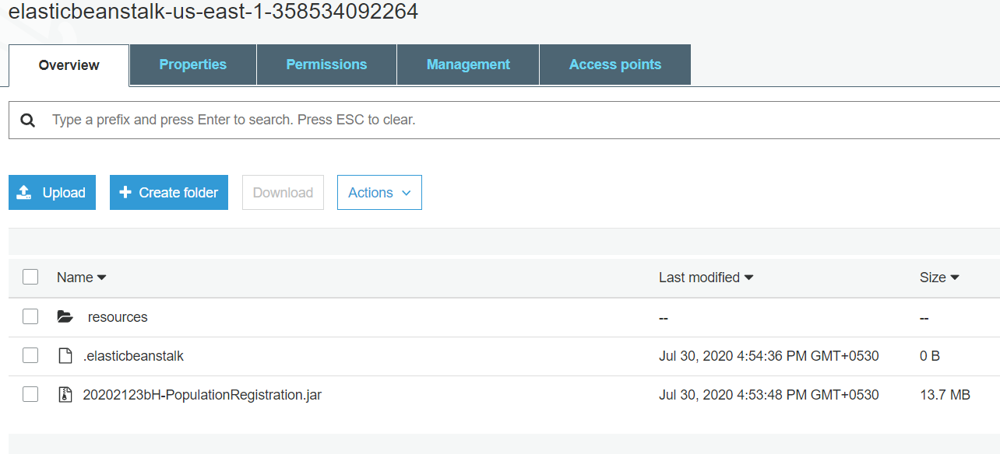 elasticbeanstalk-us-east-1-358534092264
Overview Properties Permissions Management Access points
Type a prefix and press Enter to search. Press ESC to clear.
Upload Create folder Download Actions
Name Last modified Size
resources -- --
.elasticbeanstalk Jul 30, 2020 4:54:36 PM GMT+0530 0 B
20202123bH-PopulationRegistration.jar Jul 30, 2020 4:53:48 PM GMT+0530 13.7 MB